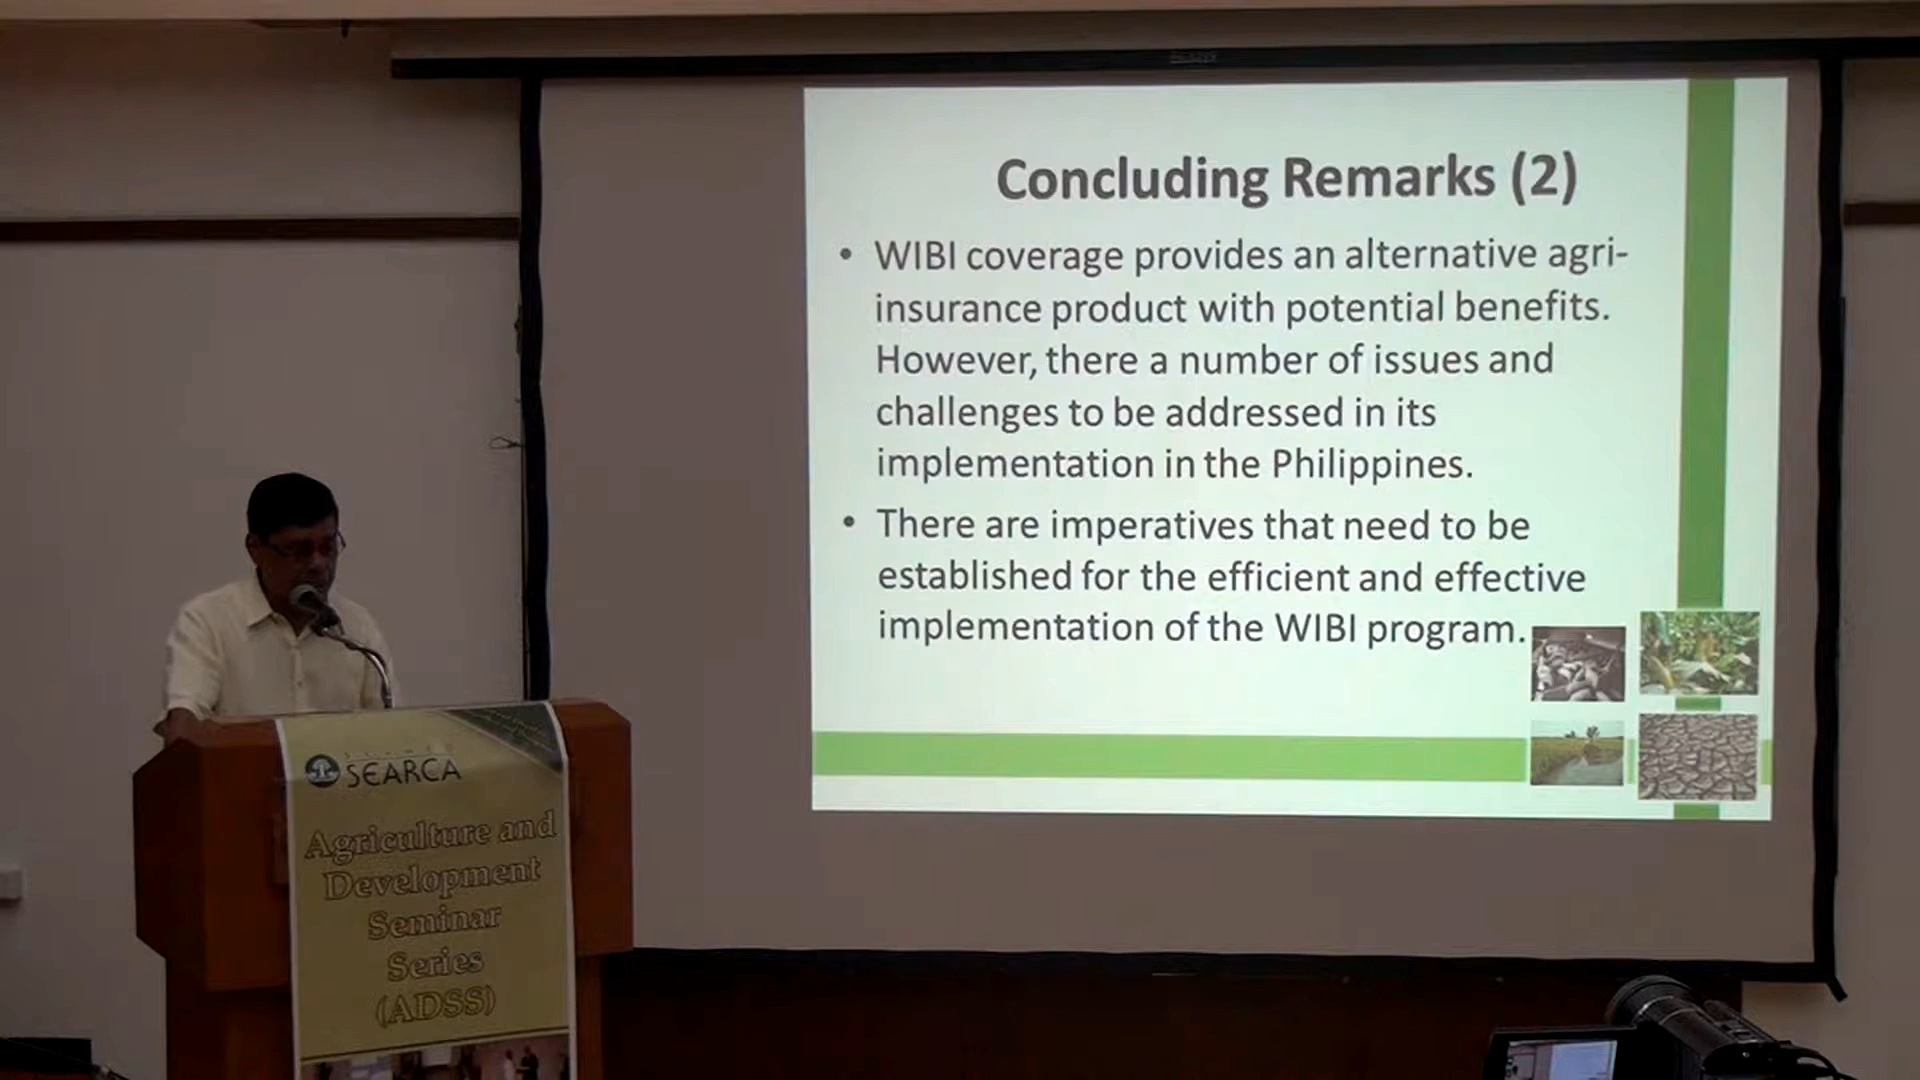 Concluding Remarks (2)
• WIBI coverage provides an alternative agri-
insurance product with potential benefits.
However, there a number of issues and
challenges to be addressed in its
implementation in the Philippines.
• There are imperatives that need to be
established for the efficient and effective
implementation of the WIBI program.
SEARCA
Agriculture and
Development
Seminar
Series
(ADSS)